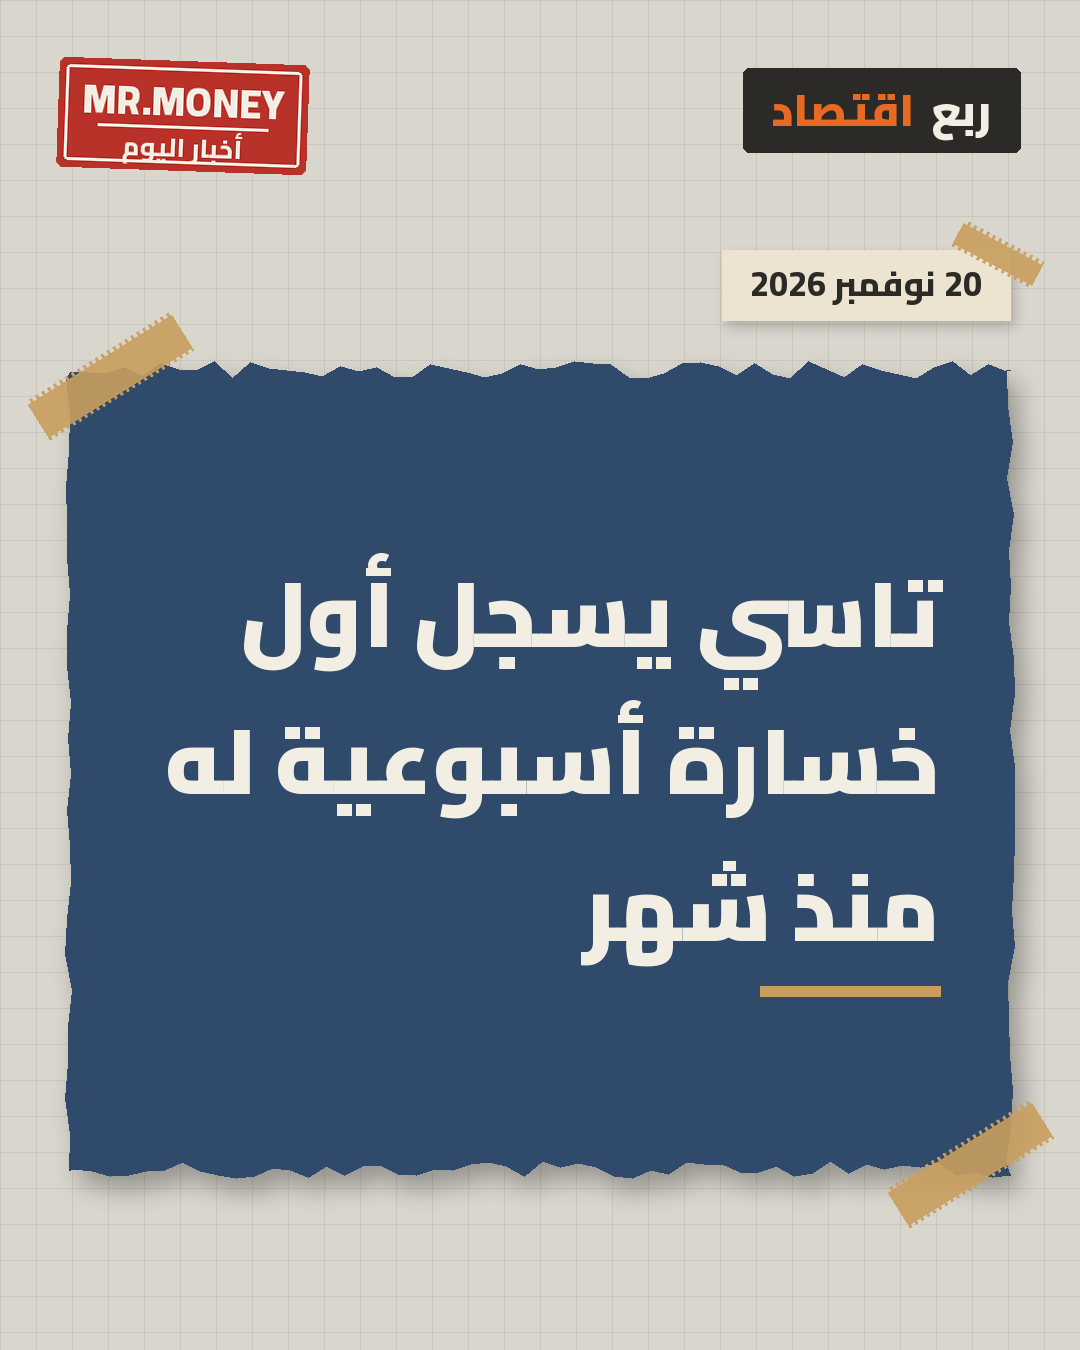 ربع اقتصاد
MR.MONEY
أخبار اليوم
20 نوفمبر 2026
تاسي يسجل أول
خسارة أسبوعية له
منذ شهر